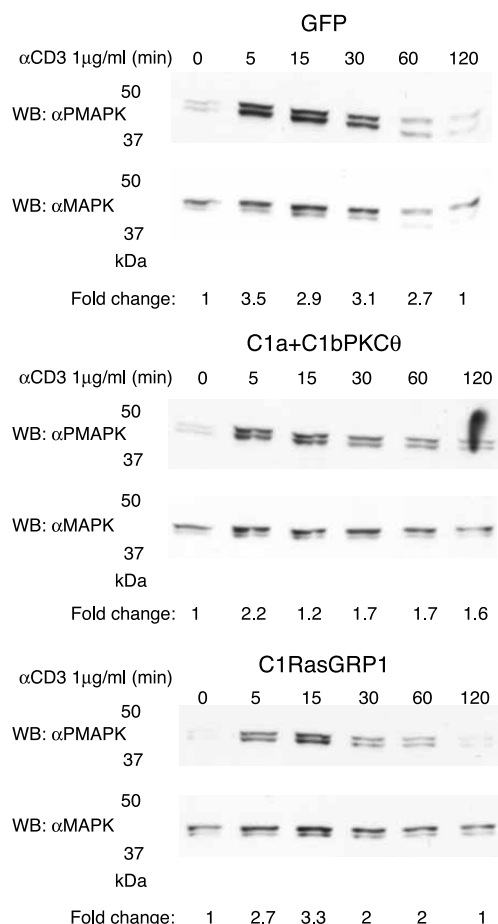 GFP
αCD3 1μg/ml (min) 0 5 15 30 60 120
50
WB: αPMAPK
37
50
WB: αMAPK
37
kDa
Fold change: 1 3.5 2.9 3.1 2.7 1
C1a+C1bPKCθ
αCD3 1μg/ml (min) 0 5 15 30 60 120
50
WB: αPMAPK
37
50
WB: αMAPK
37
kDa
Fold change: 1 2.2 1.2 1.7 1.7 1.6
C1RasGRP1
αCD3 1μg/ml (min) 0 5 15 30 60 120
50
WB: αPMAPK
37
50
WB: αMAPK
37
kDa
Fold change: 1 2.7 3.3 2 2 1